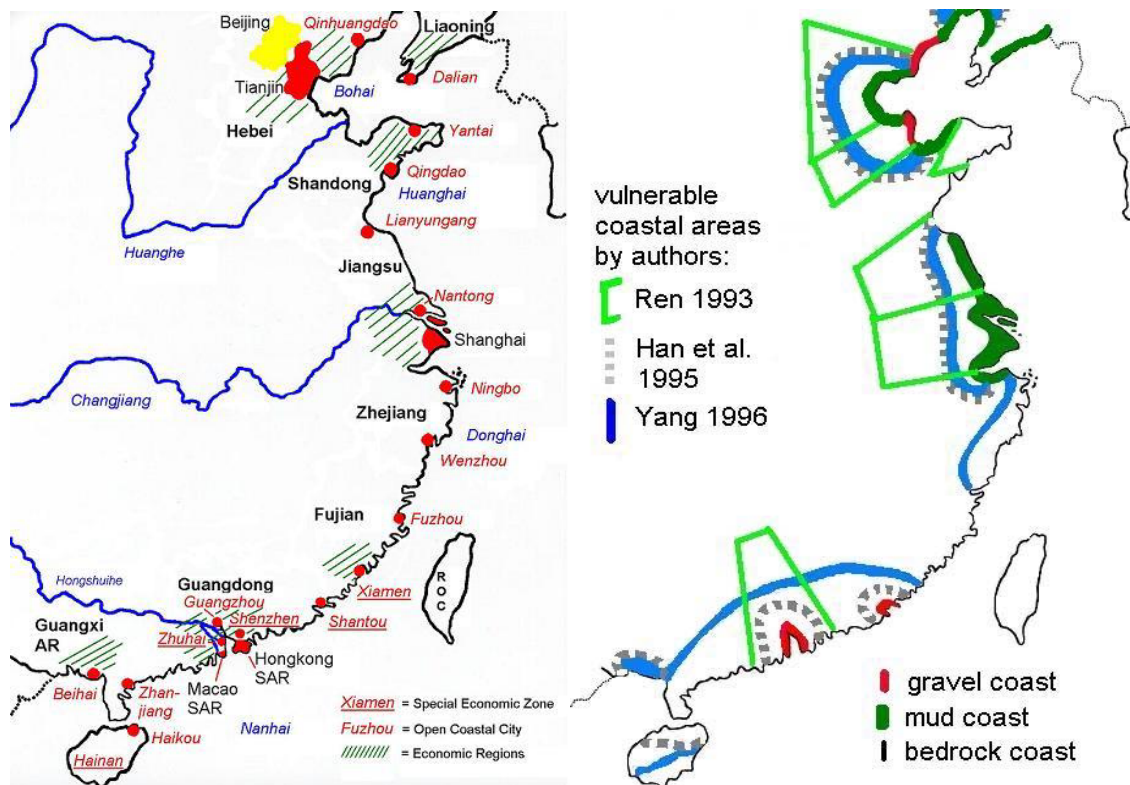 Beijing
Qinhuangdao
Liaoning
Tianjin
Bohai
Dalian
Hebei
Yantai
Shandong
Qingdao
Huanghai
Lianyungang
Huanghe
Jiangsu
Nantong
Shanghai
Changjiang
Ningbo
Zhejiang
Donghai
Wenzhou
Fujian
Fuzhou
Hongshuihe
Guangdong
Guangzhou
Shenzhen
Xiamen
R
O
C
Shantou
Guangxi
AR
Zhuhai
Hongkong
SAR
Beihai
Zhan-
jiang
Macao
SAR
Haikou
Nanhai
Hainan
Xiamen = Special Economic Zone
Fuzhou = Open Coastal City
= Economic Regions
vulnerable
coastal areas
by authors:
Ren 1993
Han et al.
1995
Yang 1996
gravel coast
mud coast
bedrock coast